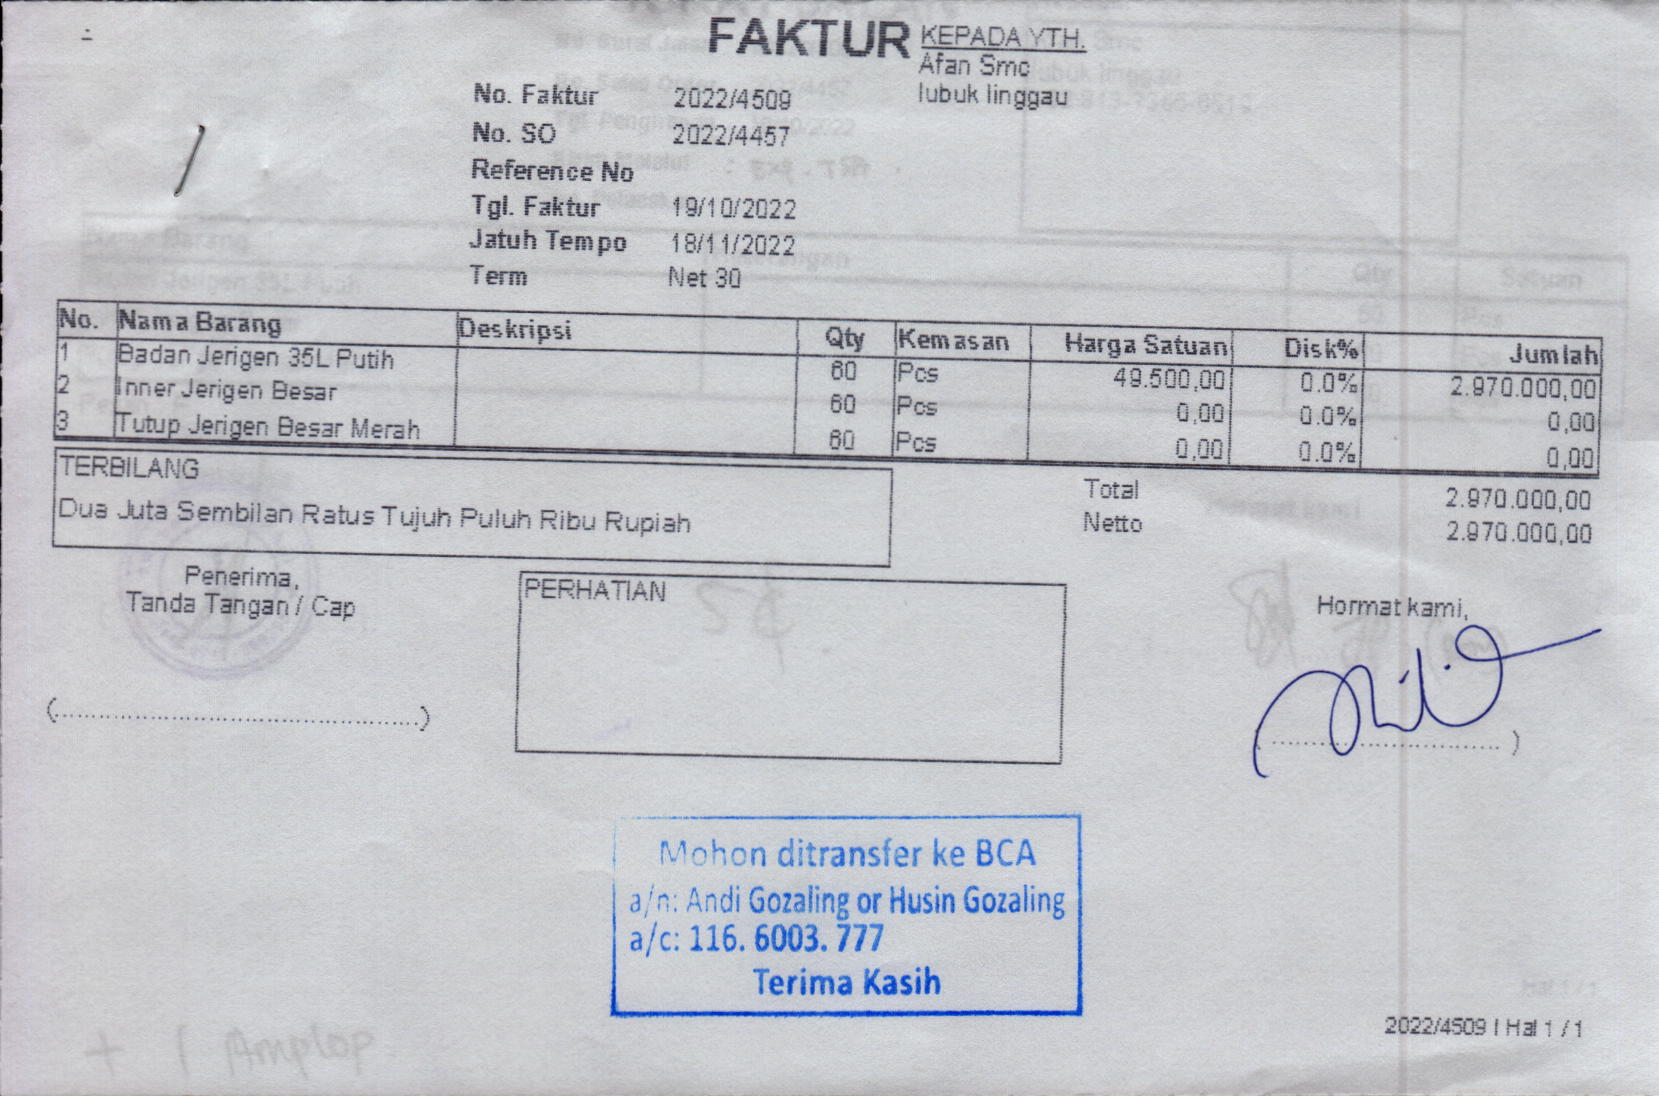 FAKTUR
KEPADA YTH.
Afan Smc
lubuk linggau
No. Faktur 2022/4509
No. SO 2022/4457
Reference No
Tgl. Faktur 19/10/2022
Jatuh Tempo 18/11/2022
Term Net 30
No. Nama Barang Deskripsi Qty Kemasan Harga Satuan Disk% Jumlah
1 Badan Jerigen 35L Putih 60 Pcs 49.500,00 0.0% 2.970.000,00
2 Inner Jerigen Besar 60 Pcs 0,00 0.0% 0,00
3 Tutup Jerigen Besar Merah 60 Pcs 0,00 0.0% 0,00
TERBILANG
Dua Juta Sembilan Ratus Tujuh Puluh Ribu Rupiah
Total 2.970.000,00
Netto 2.970.000,00
Penerima,
Tanda Tangan / Cap
(........................................)
PERHATIAN
Hormat kami,
(........................................)
Mohon ditransfer ke BCA
a/n: Andi Gozaling or Husin Gozaling
a/c: 116. 6003. 777
Terima Kasih
2022/4509 | Hal 1 / 1
+ 1 Amplop